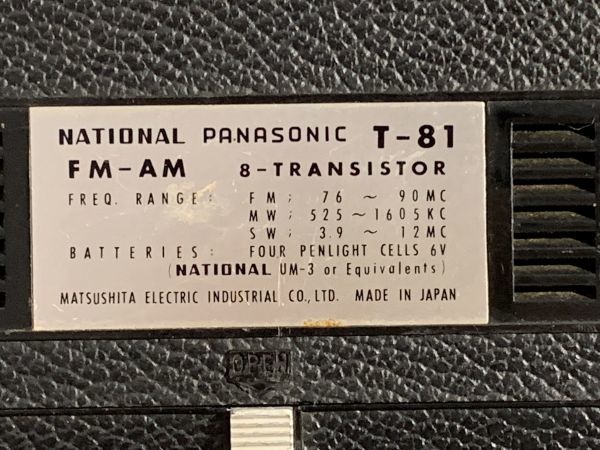 NATIONAL PANASONIC T-81
FM-AM 8-TRANSISTOR
FREQ. RANGE: FM; 76 ~ 90MC
MW; 525~1605KC
SW; 3.9 ~ 12MC
BATTERIES: FOUR PENLIGHT CELLS 6V
(NATIONAL UM-3 or Equivalents)
MATSUSHITA ELECTRIC INDUSTRIAL CO., LTD. MADE IN JAPAN
OPEN